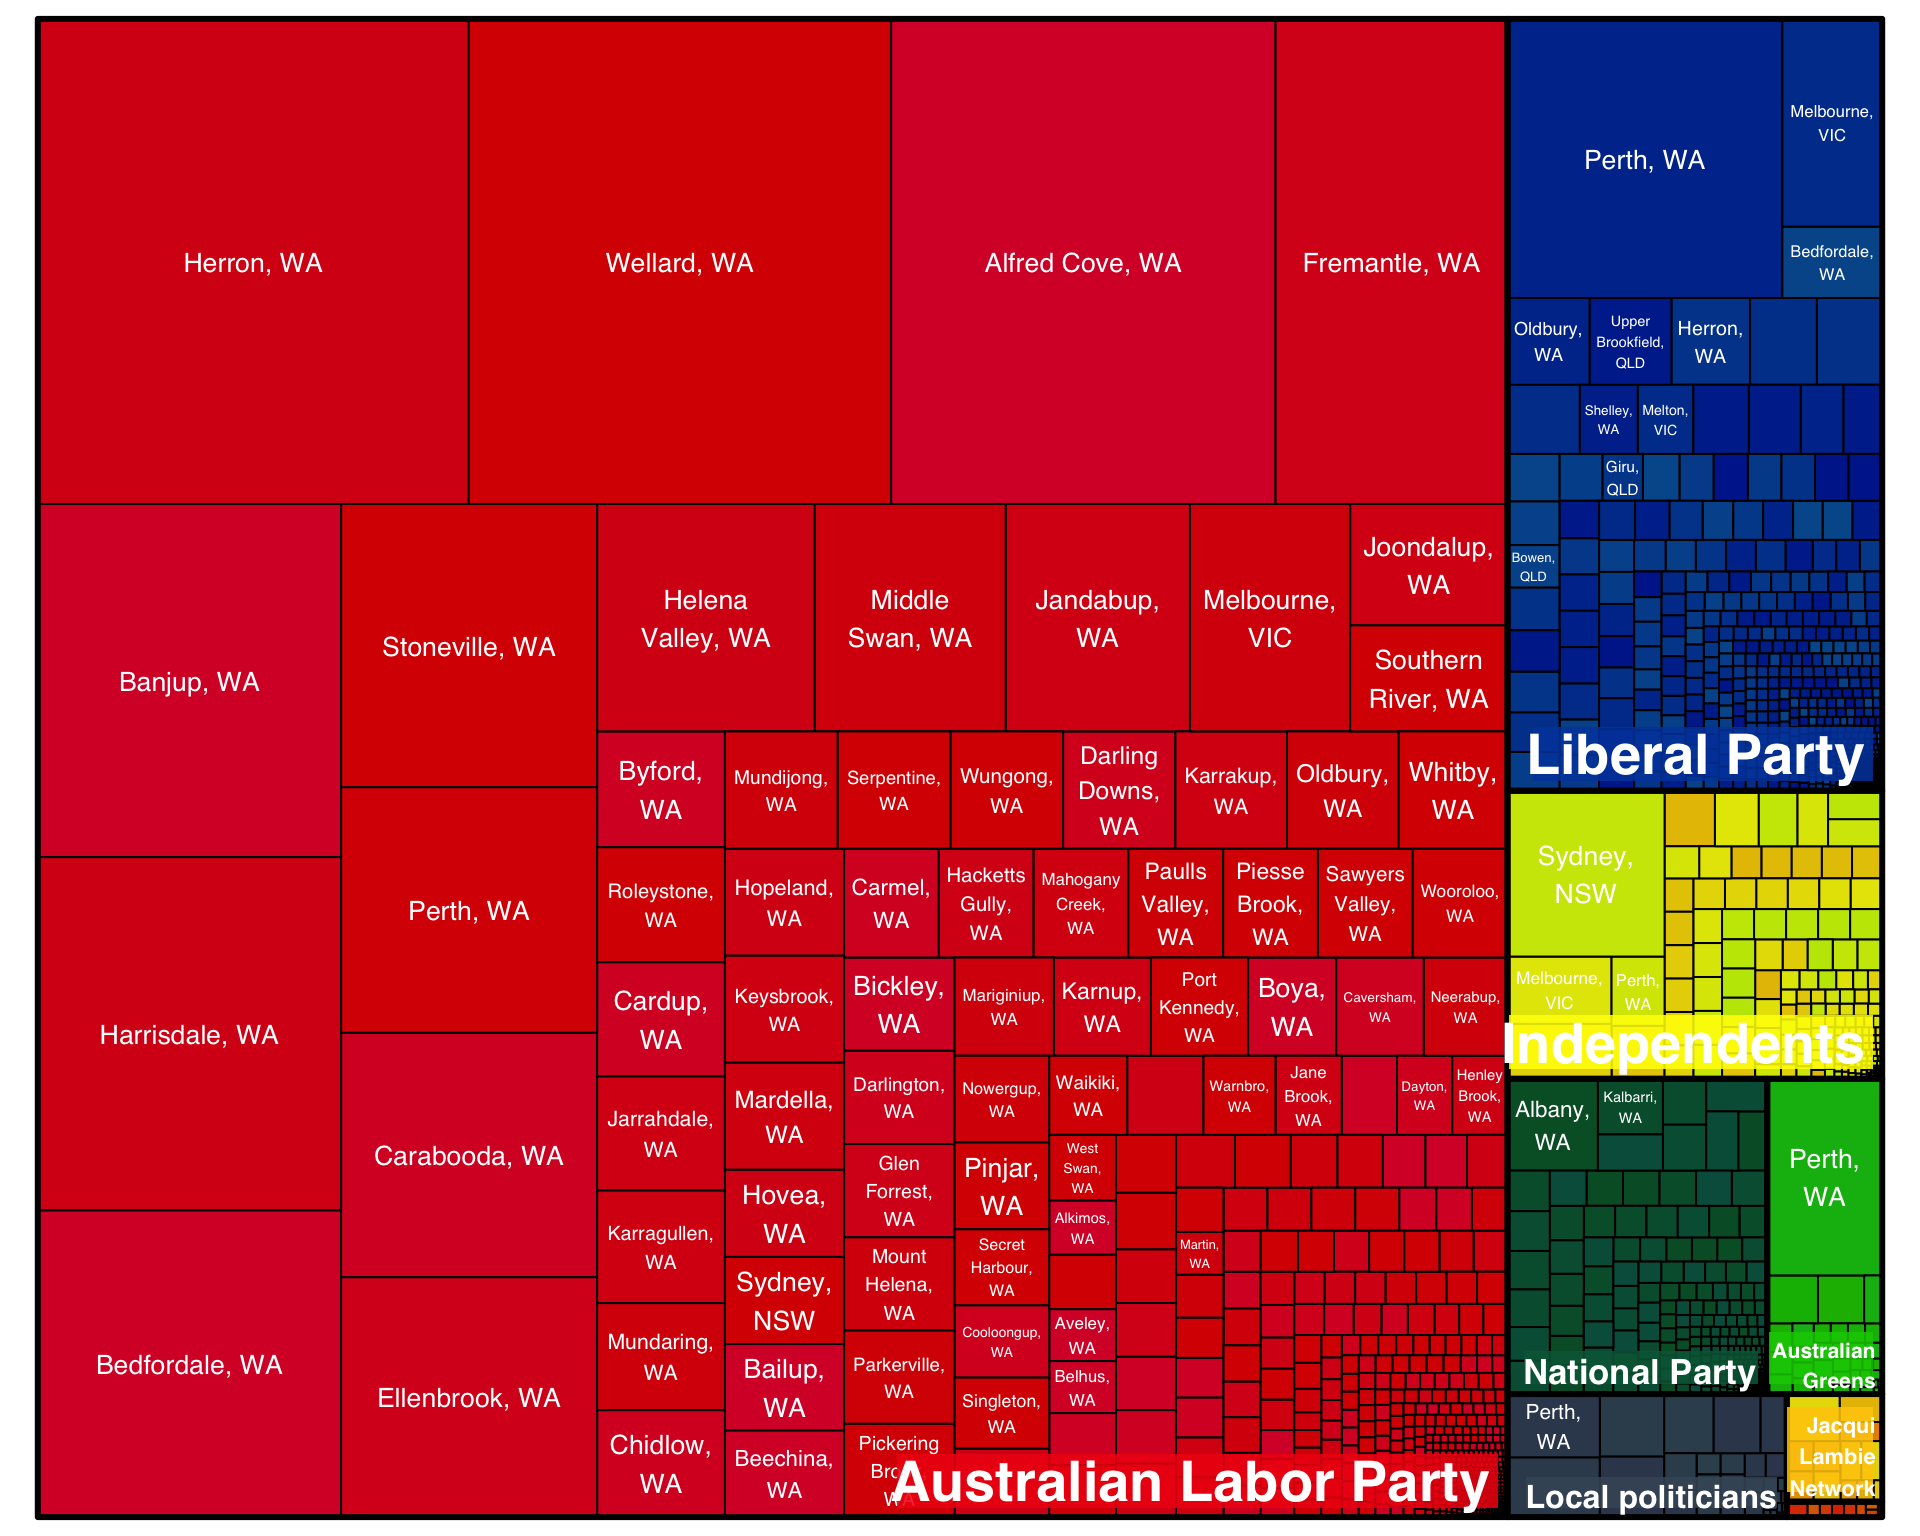 Herron, WA
Wellard, WA
Alfred Cove, WA
Fremantle, WA
Banjup, WA
Harrisdale, WA
Bedfordale, WA
Stoneville, WA
Perth, WA
Carabooda, WA
Ellenbrook, WA
Helena
Valley, WA
Middle
Swan, WA
Jandabup,
WA
Melbourne,
VIC
Joondalup,
WA
Southern
River, WA
Byford,
WA
Roleystone,
WA
Cardup,
WA
Jarrahdale,
WA
Karragullen,
WA
Mundaring,
WA
Chidlow,
WA
Mundijong,
WA
Serpentine,
WA
Wungong,
WA
Darling
Downs,
WA
Karrakup,
WA
Oldbury,
WA
Whitby,
WA
Hopeland,
WA
Keysbrook,
WA
Mardella,
WA
Hovea,
WA
Sydney,
NSW
Bailup,
WA
Beechina,
WA
Carmel,
WA
Hacketts
Gully,
WA
Mahogany
Creek,
WA
Paulls
Valley,
WA
Piesse
Brook,
WA
Sawyers
Valley,
WA
Wooroloo,
WA
Bickley,
WA
Darlington,
WA
Glen
Forrest,
WA
Mount
Helena,
WA
Parkerville,
WA
Pickering
Mariginiup,
WA
Karnup,
WA
Port
Kennedy,
WA
Boya,
WA
Caversham,
WA
Neerabup,
WA
Nowergup,
WA
Pinjar,
WA
Secret
Harbour,
WA
Cooloongup,
WA
Singleton,
WA
Waikiki,
WA
Warnbro,
WA
Jane
Brook,
WA
Dayton,
WA
Henley
Brook,
WA
West
Swan,
WA
Alkimos,
WA
Aveley,
WA
Belhus,
WA
Martin,
WA
Australian Labor Party
Perth, WA
Melbourne,
VIC
Bedfordale,
WA
Oldbury,
WA
Upper
Brookfield,
QLD
Herron,
WA
Shelley,
WA
Melton,
VIC
Giru,
QLD
Bowen,
QLD
Liberal Party
Sydney,
NSW
Melbourne,
VIC
Perth,
WA
Independents
Albany,
WA
Kalbarri,
WA
National Party
Perth,
WA
Australian
Greens
Perth,
WA
Local politicians
Jacqui
Lambie
Network